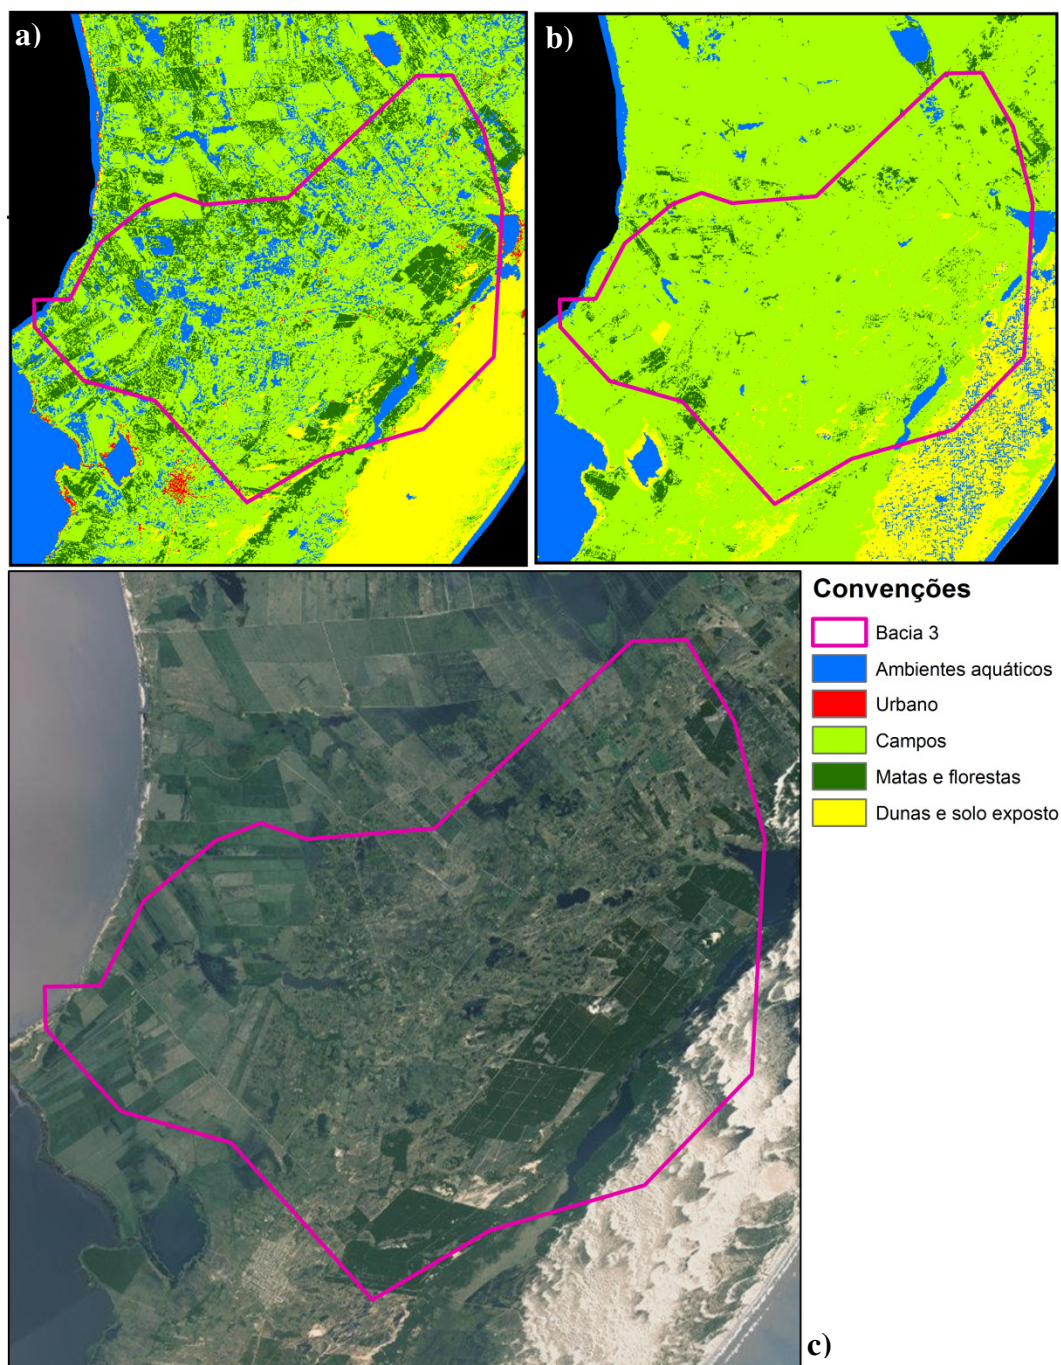 a)
b)
Convenções
Bacia 3
Ambientes aquáticos
Urbano
Campos
Matas e florestas
Dunas e solo exposto
c)